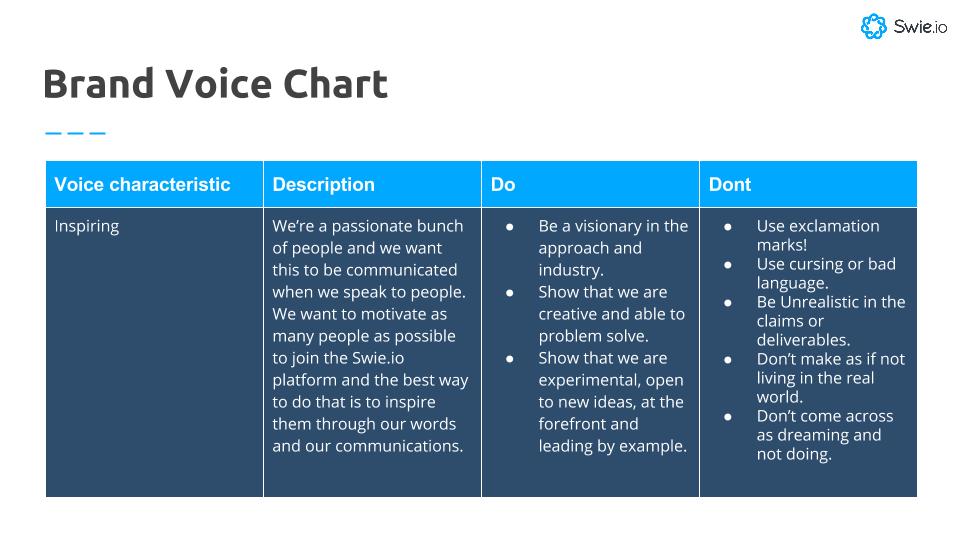 Swie.io
Brand Voice Chart
Voice characteristic
Description
Do
Dont
Inspiring
We’re a passionate bunch
of people and we want
this to be communicated
when we speak to people.
We want to motivate as
many people as possible
to join the Swie.io
platform and the best way
to do that is to inspire
them through our words
and our communications.
● Be a visionary in the
approach and
industry.
● Show that we are
creative and able to
problem solve.
● Show that we are
experimental, open
to new ideas, at the
forefront and
leading by example.
● Use exclamation
marks!
● Use cursing or bad
language.
● Be Unrealistic in the
claims or
deliverables.
● Don’t make as if not
living in the real
world.
● Don’t come across
as dreaming and
not doing.